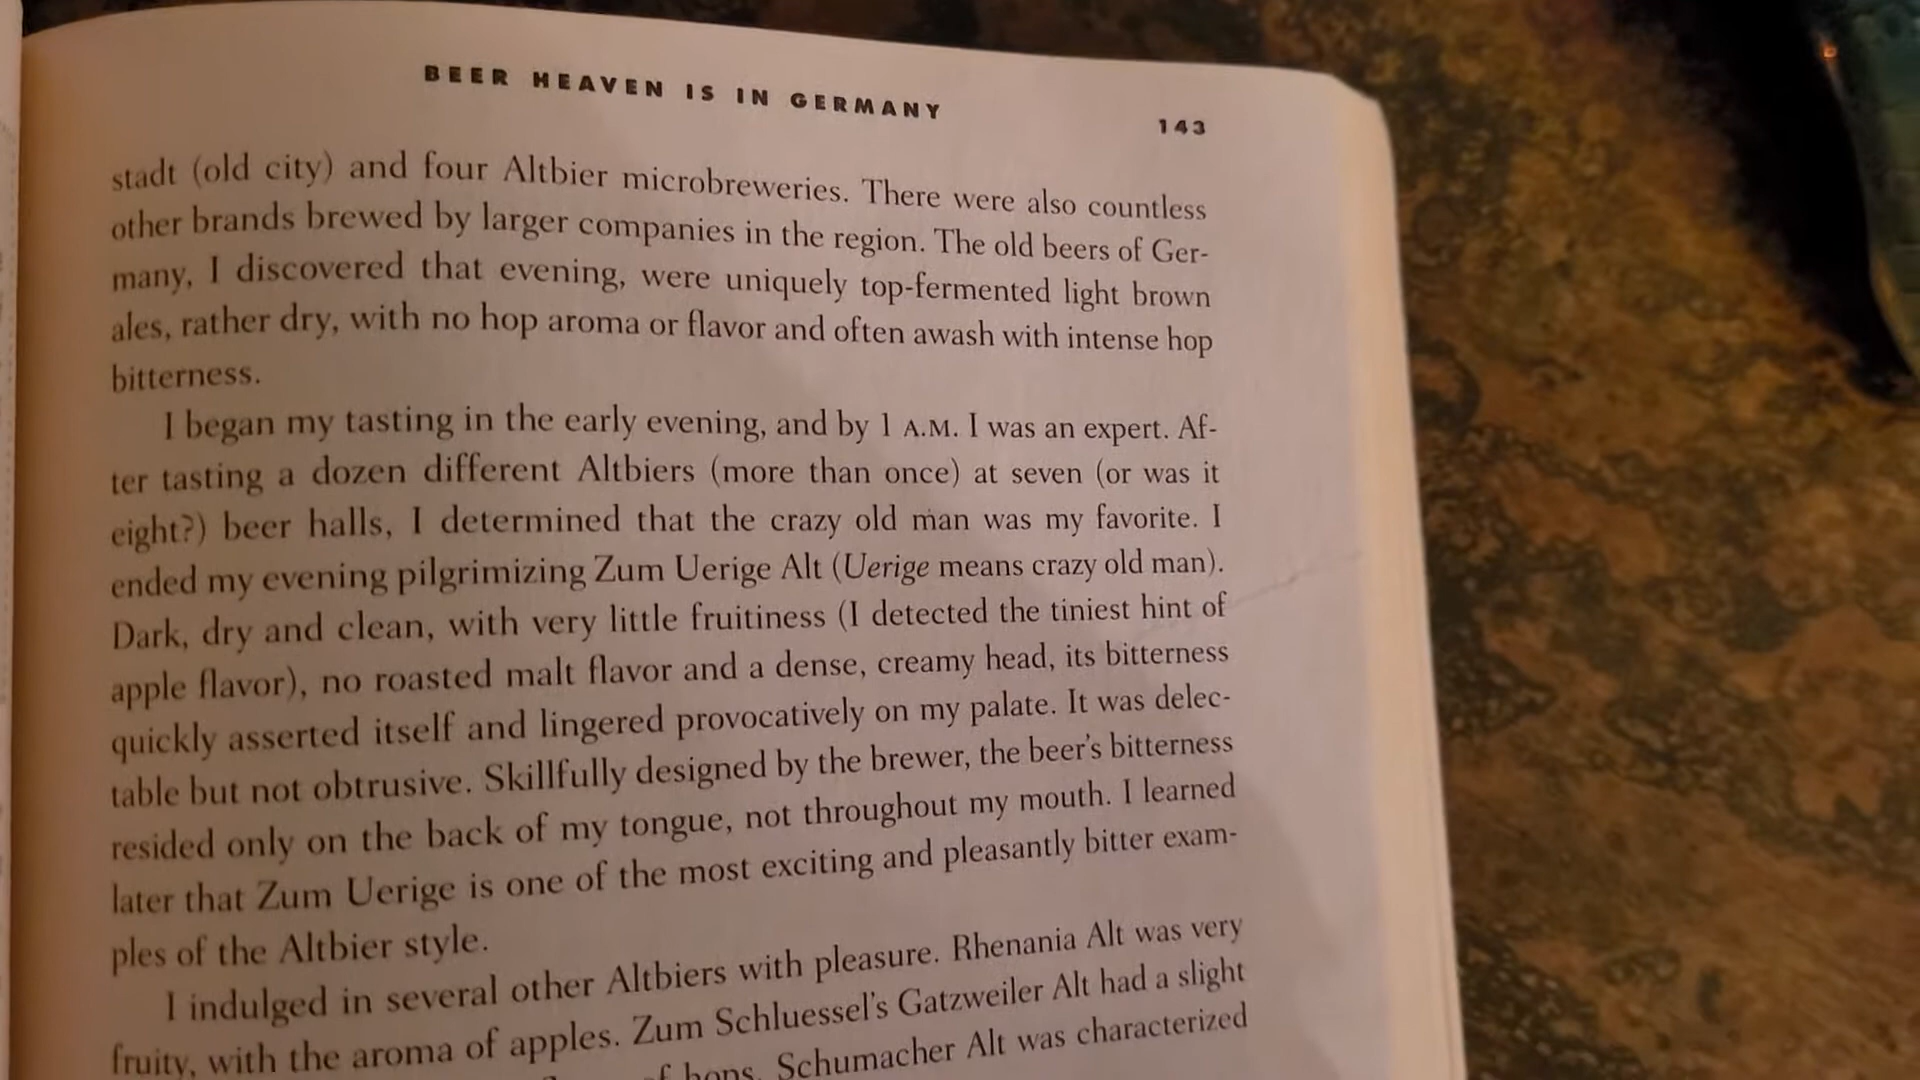 BEER HEAVEN IS IN GERMANY
143
stadt (old city) and four Altbier microbreweries. There were also countless
other brands brewed by larger companies in the region. The old beers of Ger-
many, I discovered that evening, were uniquely top-fermented light brown
ales, rather dry, with no hop aroma or flavor and often awash with intense hop
bitterness.
I began my tasting in the early evening, and by 1 A.M. I was an expert. Af-
ter tasting a dozen different Altbiers (more than once) at seven (or was it
eight?) beer halls, I determined that the crazy old man was my favorite. I
ended my evening pilgrimizing Zum Uerige Alt (Uerige means crazy old man).
Dark, dry and clean, with very little fruitiness (I detected the tiniest hint of
apple flavor), no roasted malt flavor and a dense, creamy head, its bitterness
quickly asserted itself and lingered provocatively on my palate. It was delec-
table but not obtrusive. Skillfully designed by the brewer, the beer's bitterness
resided only on the back of my tongue, not throughout my mouth. I learned
later that Zum Uerige is one of the most exciting and pleasantly bitter exam-
ples of the Altbier style.
I indulged in several other Altbiers with pleasure. Rhenania Alt was very
fruity, with the aroma of apples. Zum Schluessel's Gatzweiler Alt had a slight
of hops. Schumacher Alt was characterized